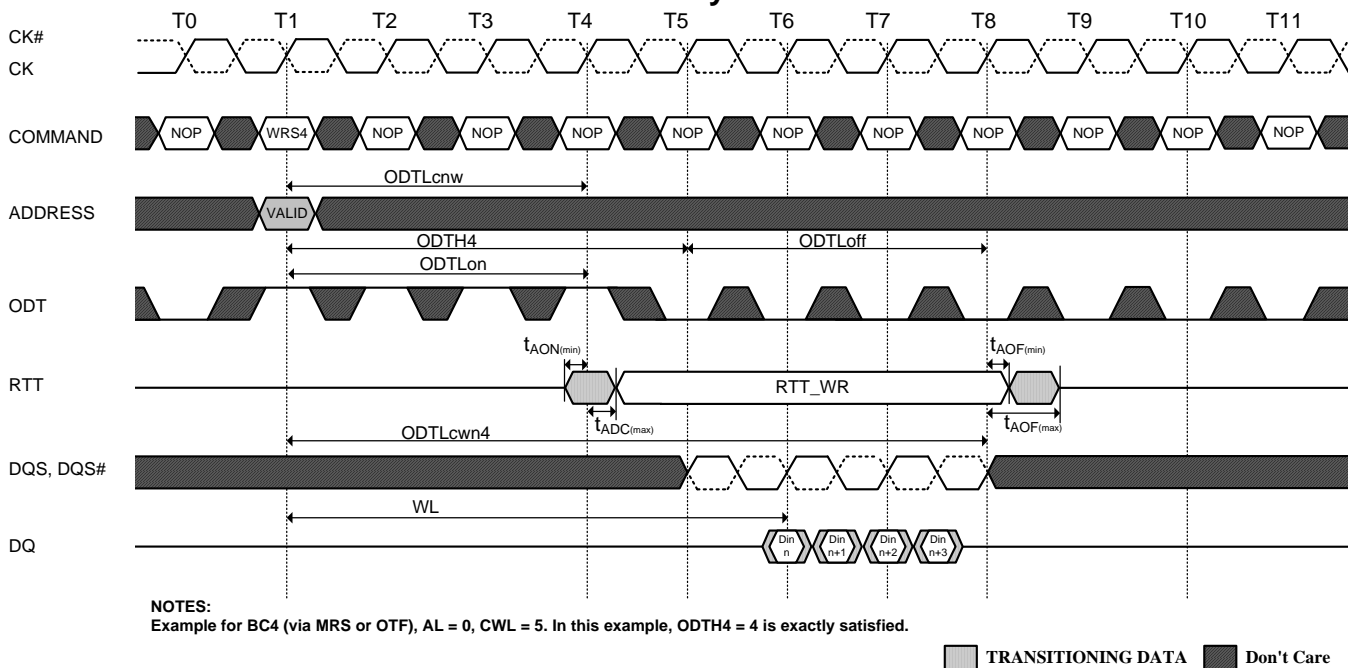 T0 T1 T2 T3 T4 T5 T6 T7 T8 T9 T10 T11
CK#
CK
COMMAND NOP WRS4 NOP NOP NOP NOP NOP NOP NOP NOP NOP NOP
ODTLcnw
ADDRESS VALID
ODTH4 ODTLoff
ODTLon
ODT
tAON(min) tAOF(min)
RTT RTT_WR
tADC(max) tAOF(max)
ODTLcwn4
DQS, DQS#
WL
DQ Din n Din n+1 Din n+2 Din n+3
NOTES:
Example for BC4 (via MRS or OTF), AL = 0, CWL = 5. In this example, ODTH4 = 4 is exactly satisfied.
TRANSITIONING DATA Don't Care